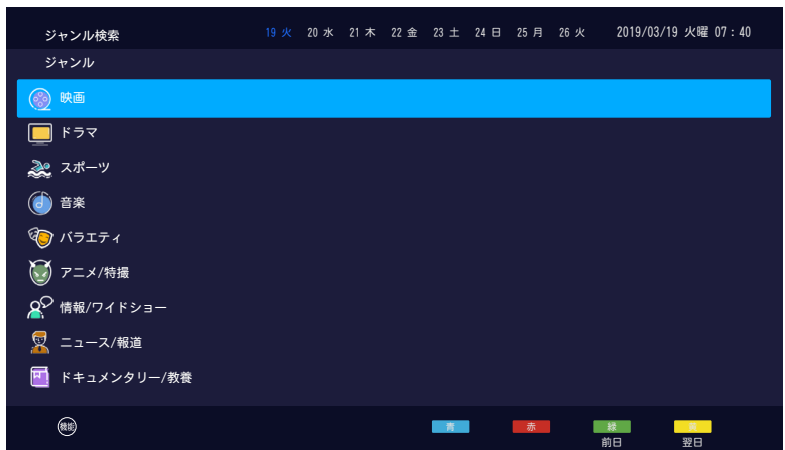 ジャンル検索 19 火 20 水 21 木 22 金 23 土 24 日 25 月 26 火 2019/03/19 火曜 07 : 40
ジャンル
映画
ドラマ
スポーツ
音楽
バラエティ
アニメ/特撮
情報/ワイドショー
ニュース/報道
ドキュメンタリー/教養
機能 青 赤 緑
前日 翌日